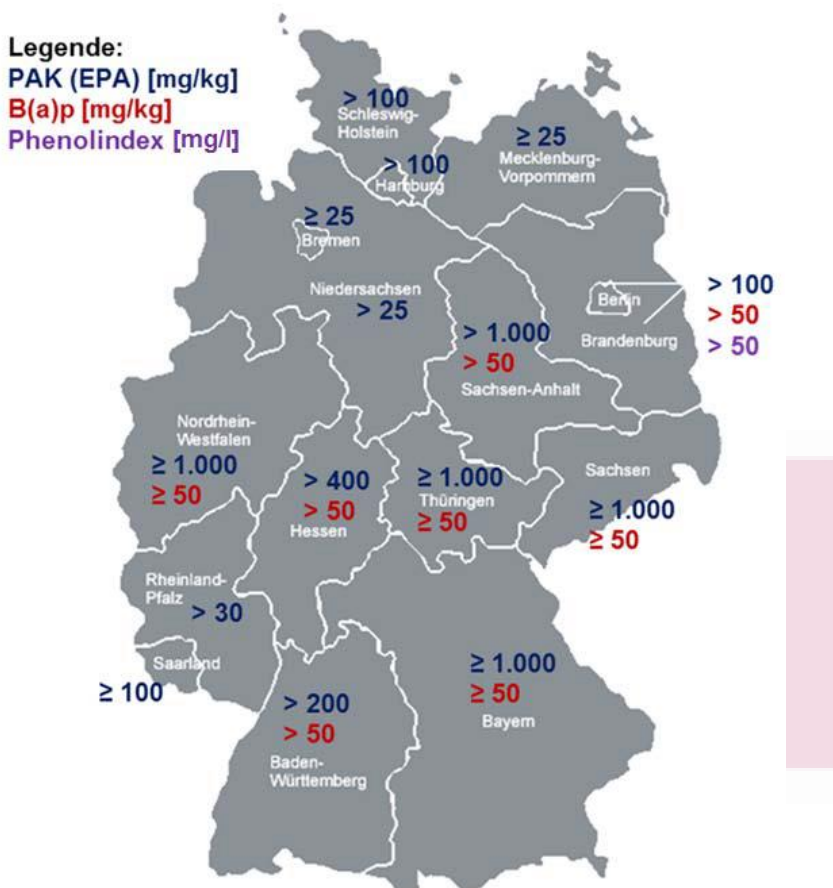 Legende:
PAK (EPA) [mg/kg]
B(a)p [mg/kg]
Phenolindex [mg/l]
> 100
Schleswig-
Holstein
> 100
Hamburg
≥ 25
Mecklenburg-
Vorpommern
≥ 25
Bremen
Niedersachsen
> 25
Berlin
Brandenburg
> 100
> 50
> 50
> 1.000
> 50
Sachsen-Anhalt
Nordrhein-
Westfalen
≥ 1.000
≥ 50
> 400
> 50
Hessen
≥ 1.000
Thüringen
≥ 50
Sachsen
≥ 1.000
≥ 50
Rheinland-
Pfalz
> 30
Saarland
≥ 100
> 200
> 50
Baden-
Württemberg
≥ 1.000
≥ 50
Bayern